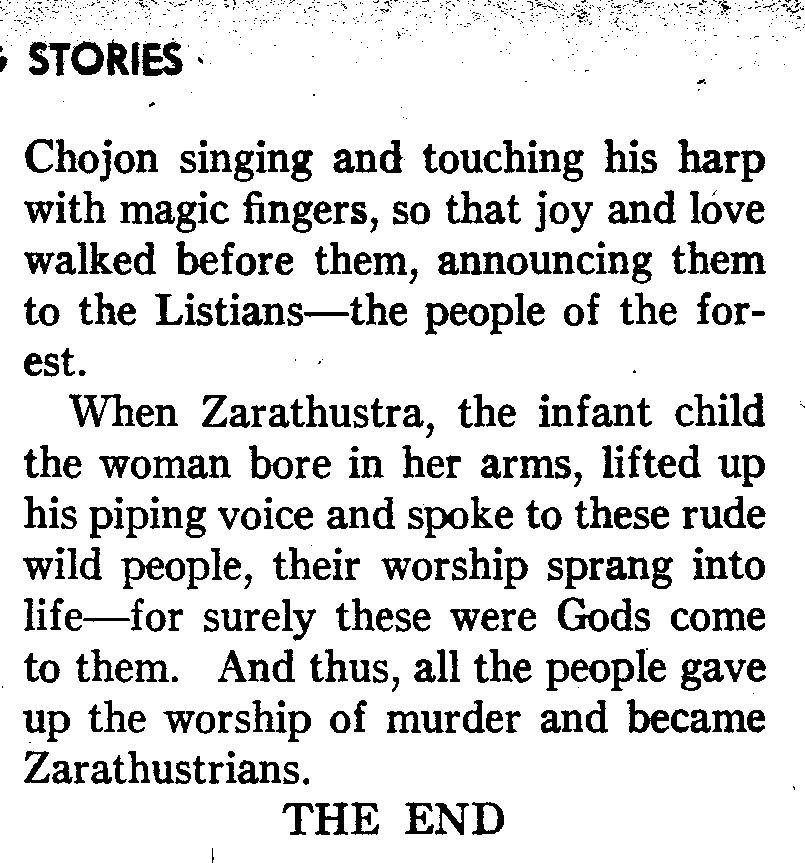 STORIES
Chojon singing and touching his harp
with magic fingers, so that joy and love
walked before them, announcing them
to the Listians—the people of the for-
est.
When Zarathustra, the infant child
the woman bore in her arms, lifted up
his piping voice and spoke to these rude
wild people, their worship sprang into
life—for surely these were Gods come
to them. And thus, all the people gave
up the worship of murder and became
Zarathustrians.
THE END